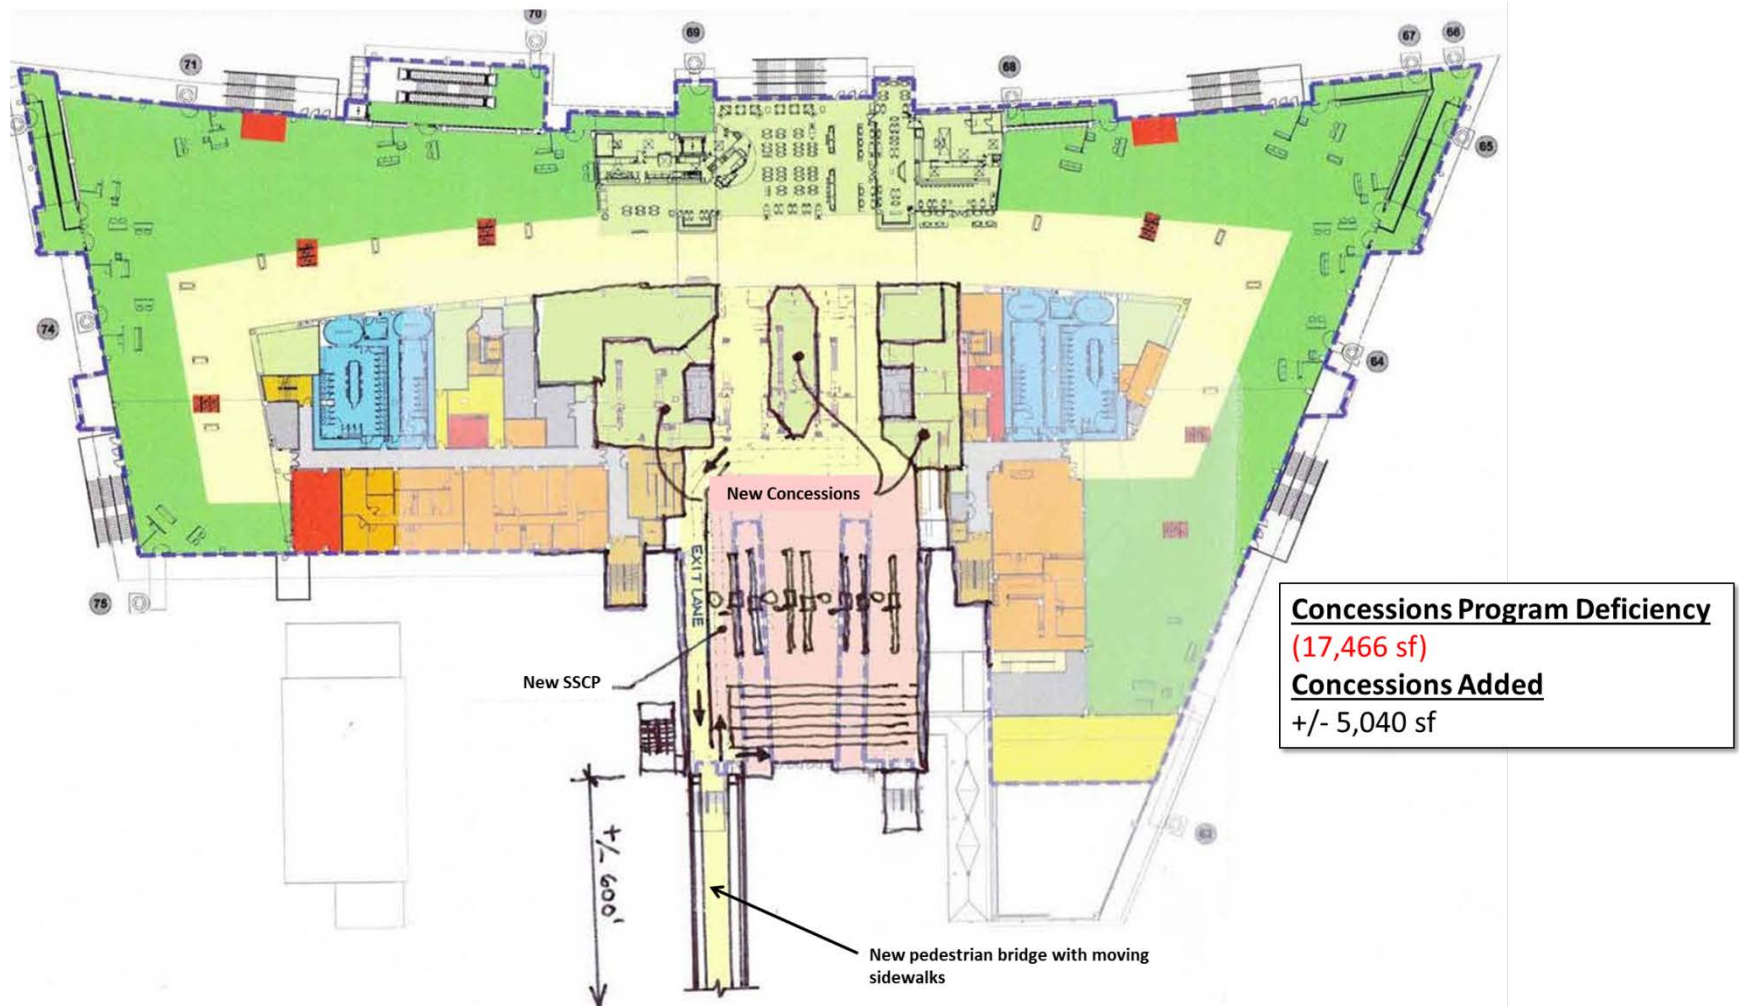 70
69
67
66
71
68
65
74
64
New Concessions
EXIT LANE
75
Concessions Program Deficiency
(17,466 sf)
Concessions Added
+/- 5,040 sf
New SSCP
63
+/- 600'
New pedestrian bridge with moving
sidewalks